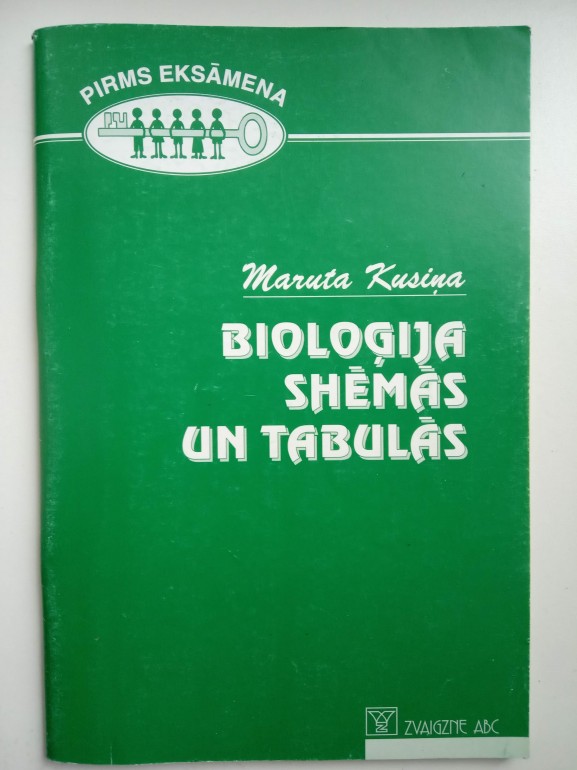 PIRMS EKSĀMENA
Maruta Kusiņa
BIOLOĢIJA
SHĒMĀS
UN TABULĀS
ZVAIGZNE ABC